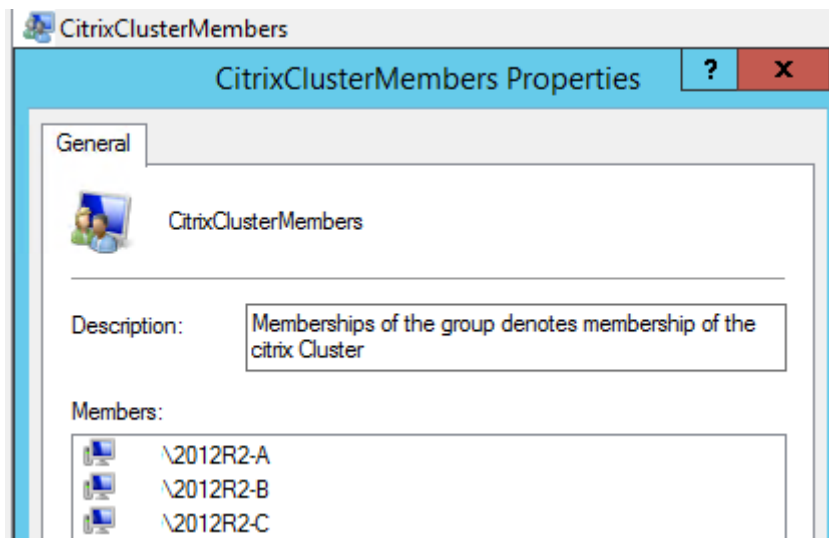 CitrixClusterMembers
CitrixClusterMembers Properties
?
x
General
CitrixClusterMembers
Description:
Memberships of the group denotes membership of the
citrix Cluster
Members:
\2012R2-A
\2012R2-B
\2012R2-C